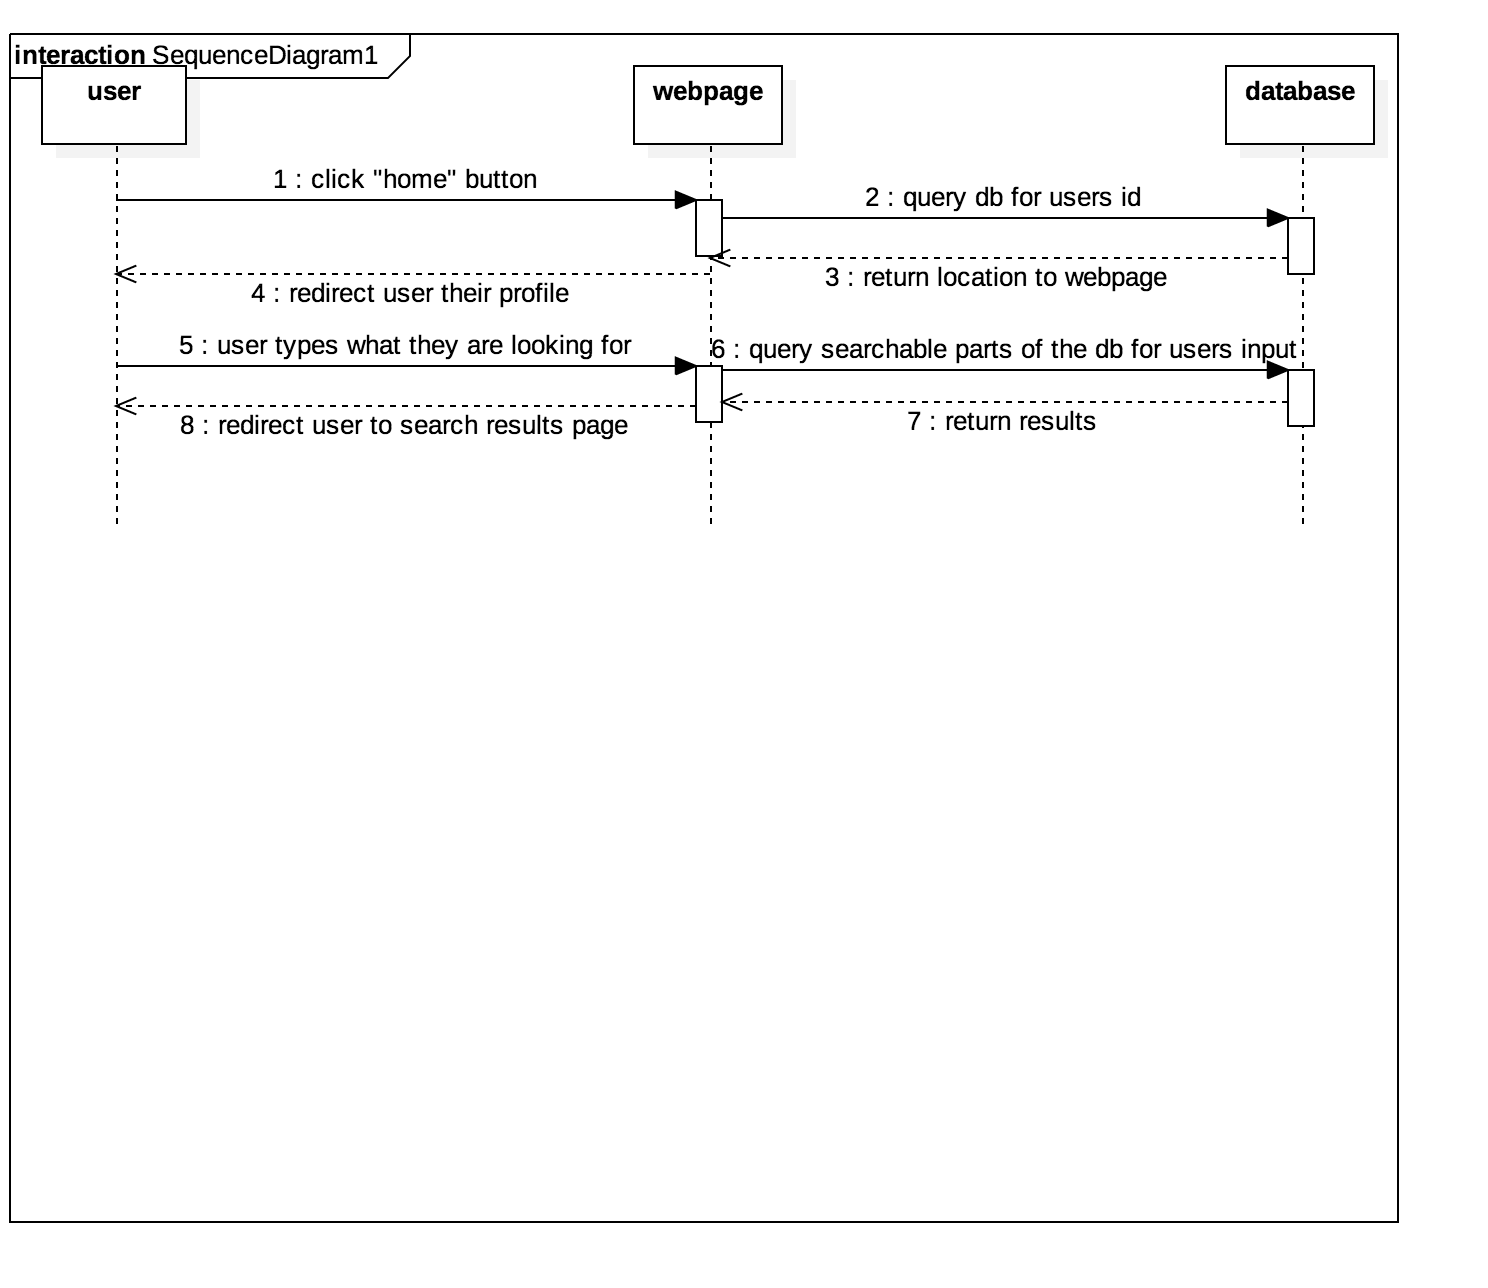 interaction SequenceDiagram1
user
webpage
database
1 : click "home" button
2 : query db for users id
3 : return location to webpage
4 : redirect user their profile
5 : user types what they are looking for
6 : query searchable parts of the db for users input
7 : return results
8 : redirect user to search results page